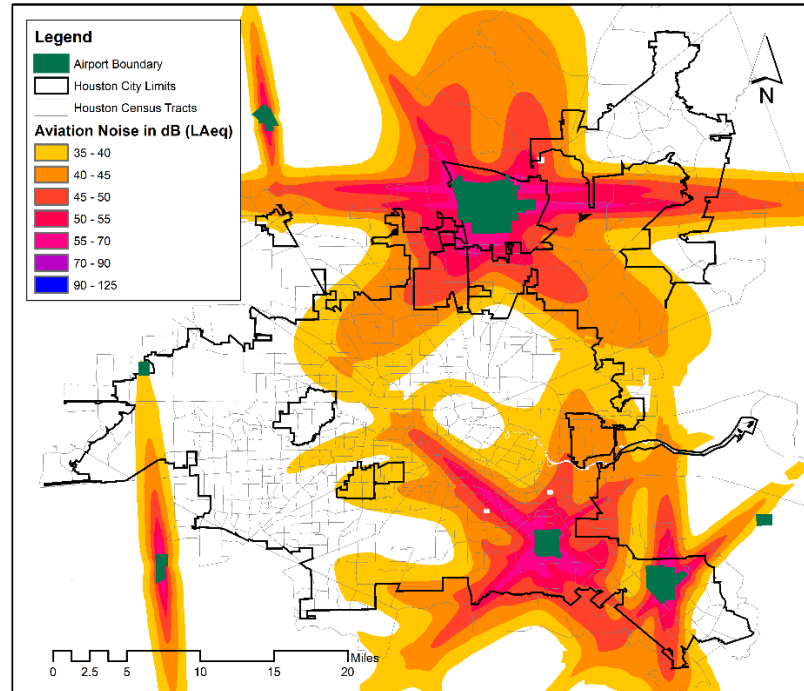 Legend
Airport Boundary
Houston City Limits
Houston Census Tracts
Aviation Noise in dB (LAeq)
35 - 40
40 - 45
45 - 50
50 - 55
55 - 70
70 - 90
90 - 125
N
Miles
0 2.5 5 10 15 20